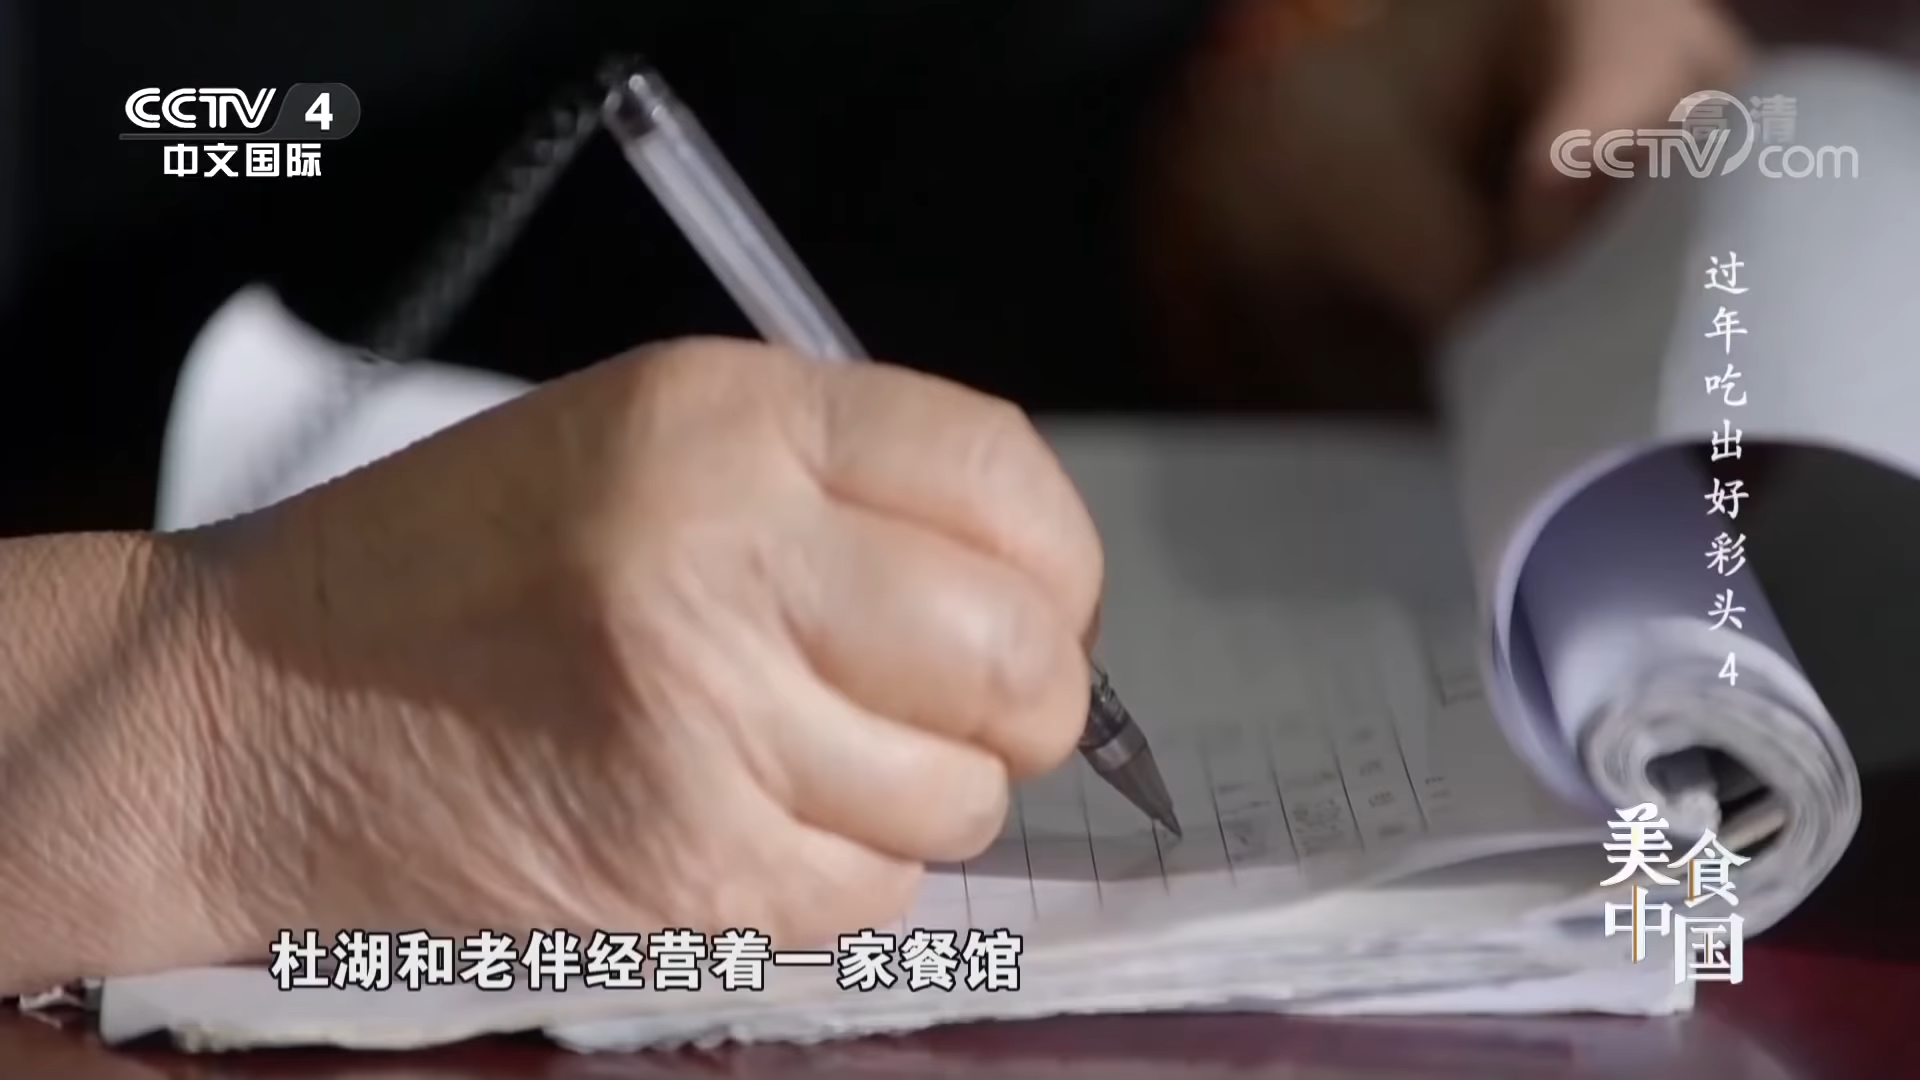 CCTV 4
中文国际
高清
CCTV.com
过年吃出好彩头 4
美食中国
杜湖和老伴经营着一家餐馆